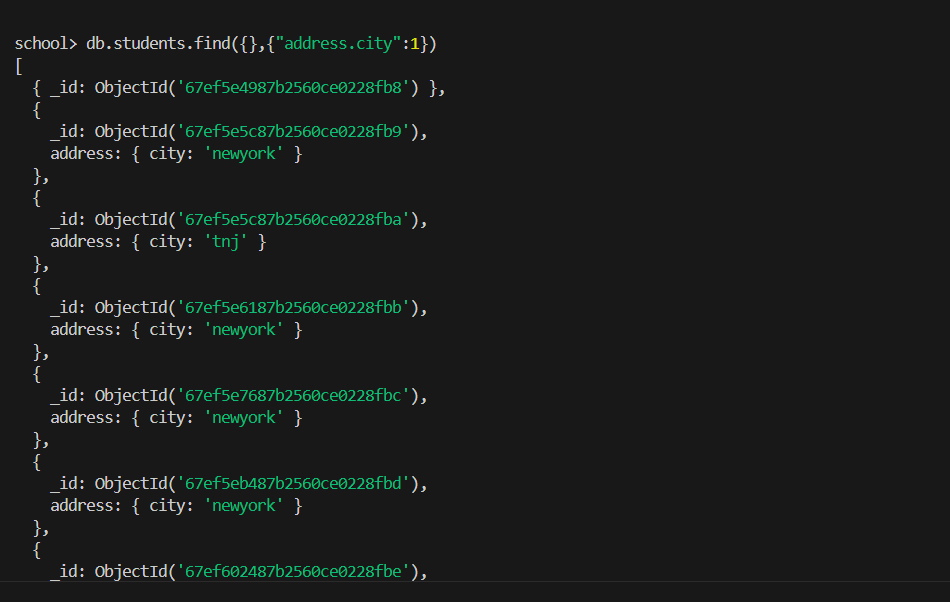 school> db.students.find({},{"address.city":1})
[
  { _id: ObjectId('67ef5e4987b2560ce0228fb8') },
  {
    _id: ObjectId('67ef5e5c87b2560ce0228fb9'),
    address: { city: 'newyork' }
  },
  {
    _id: ObjectId('67ef5e5c87b2560ce0228fba'),
    address: { city: 'tnj' }
  },
  {
    _id: ObjectId('67ef5e6187b2560ce0228fbb'),
    address: { city: 'newyork' }
  },
  {
    _id: ObjectId('67ef5e7687b2560ce0228fbc'),
    address: { city: 'newyork' }
  },
  {
    _id: ObjectId('67ef5eb487b2560ce0228fbd'),
    address: { city: 'newyork' }
  },
  {
    _id: ObjectId('67ef602487b2560ce0228fbe'),